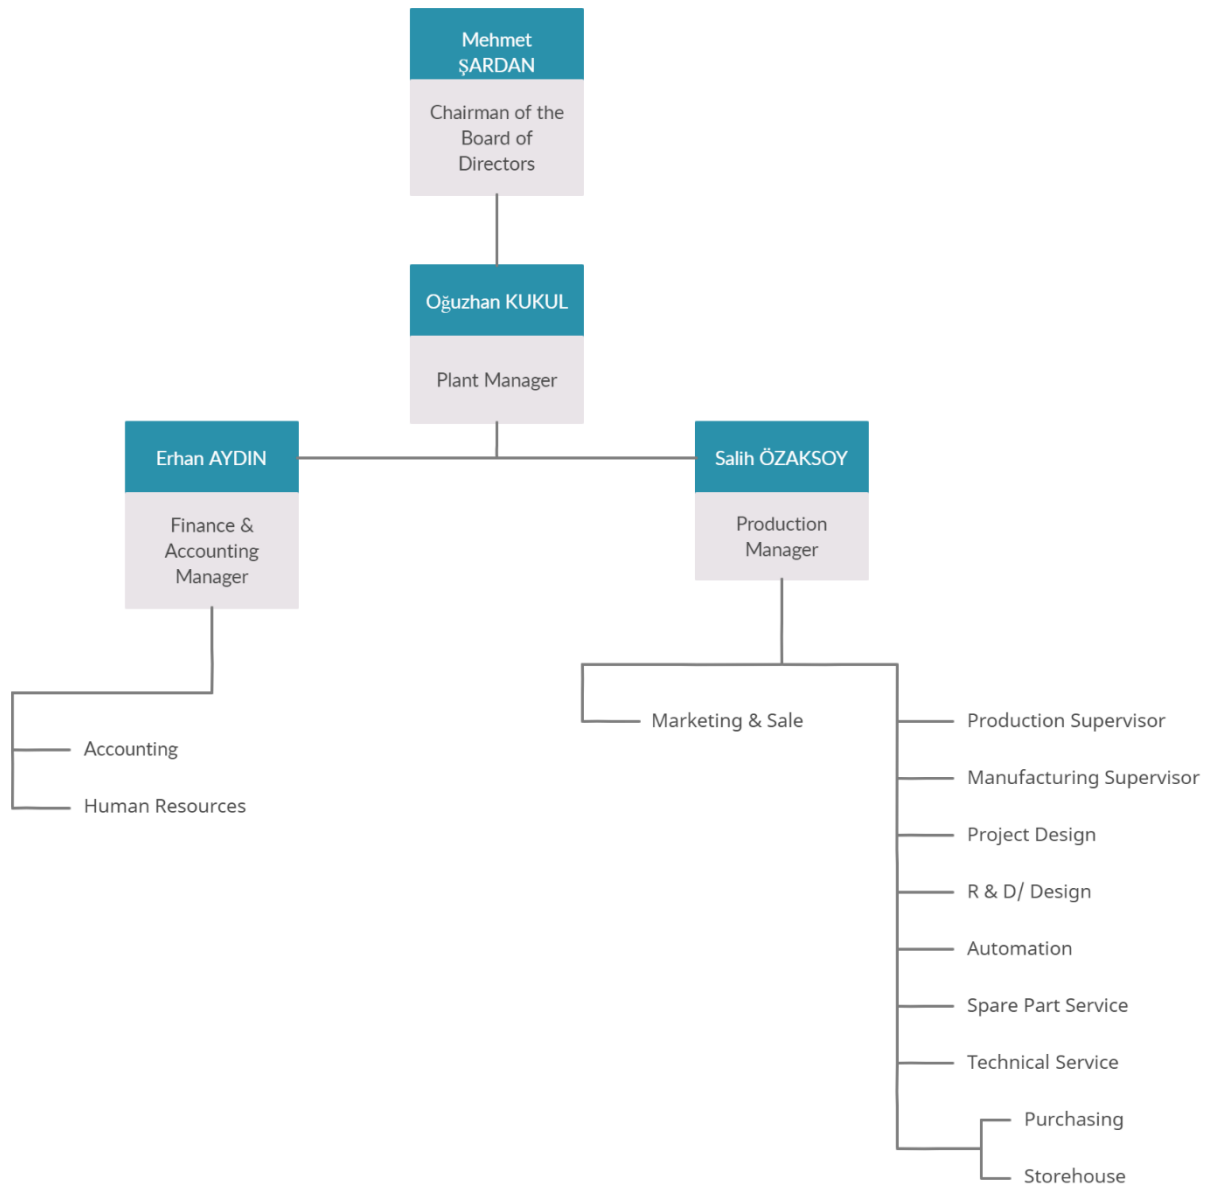 Mehmet
ŞARDAN
Chairman of the
Board of
Directors
Oğuzhan KUKUL
Plant Manager
Erhan AYDIN
Finance &
Accounting
Manager
Salih ÖZAKSOY
Production
Manager
Accounting
Human Resources
Marketing & Sale
Production Supervisor
Manufacturing Supervisor
Project Design
R & D/ Design
Automation
Spare Part Service
Technical Service
Purchasing
Storehouse